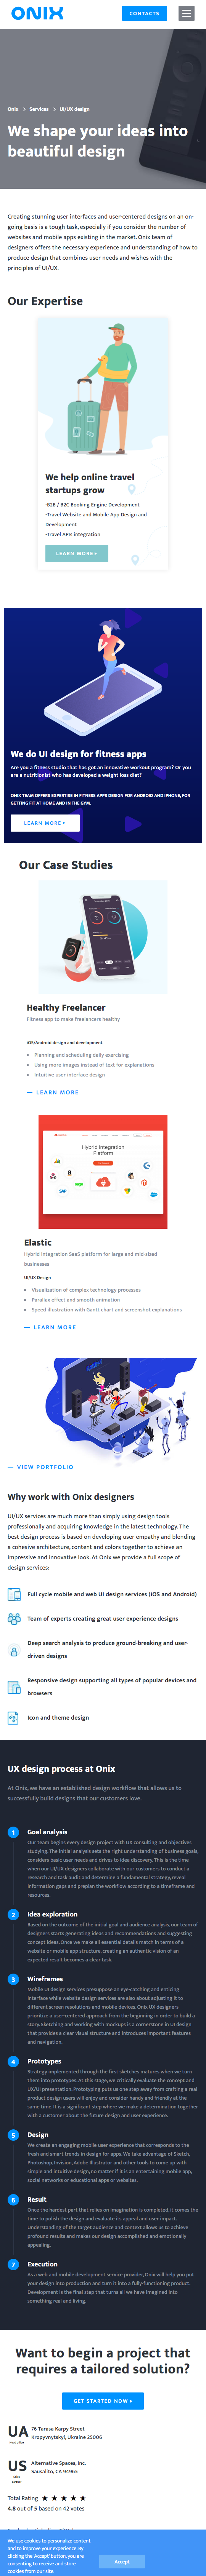 ONIX
CONTACTS
Onix > Services > UI/UX design
We shape your ideas into
beautiful design
Creating stunning user interfaces and user-centered designs on an on-
going basis is a tough task, especially if you consider the number of
websites and mobile apps existing in the market. Onix team of
designers offers the necessary experience and understanding of how to
produce design that combines user needs and wishes with the
principles of UI/UX.
Our Expertise
We help online travel
startups grow
-B2B / B2C Booking Engine Development
-Travel Website and Mobile App Design and
Development
-Travel APIs integration
LEARN MORE >
We do UI design for fitness apps
Are you a fitness studio that has got an innovative workout program? Or you
are a nutritionist who has developed a weight loss diet?
ONIX TEAM OFFERS EXPERTISE IN FITNESS APPS DESIGN FOR ANDROID AND IPHONE, FOR
GETTING FIT AT HOME AND IN THE GYM.
LEARN MORE >
Our Case Studies
Healthy Freelancer
Fitness app to make freelancers healthy
iOS/Android design and development
Planning and scheduling daily exercising
Using more images instead of text for explanations
Intuitive user interface design
LEARN MORE
Hybrid Integration
Platform
Elastic
Hybrid integration SaaS platform for large and mid-sized
businesses
UI/UX Design
Visualization of complex technology processes
Parallax effect and smooth animation
Speed illustration with Gantt chart and screenshot explanations
LEARN MORE
VIEW PORTFOLIO
Why work with Onix designers
UI/UX services are much more than simply using design tools
professionally and acquiring knowledge in the latest technology. The
best design process is based on developing user empathy and blending
a cohesive architecture, content and colors together to achieve an
impressive and innovative look. At Onix we provide a full scope of
design services:
Full cycle mobile and web UI design services (iOS and Android)
Team of experts creating great user experience designs
Deep search analysis to produce ground-breaking and user-
driven designs
Responsive design supporting all types of popular devices and
browsers
Icon and theme design
UX design process at Onix
At Onix, we have an established design workflow that allows us to
successfully build designs that our customers love.
1 Goal analysis
Our team begins every design project with UX consulting and objectives
studying. The initial analysis sets the right understanding of business goals,
considers basic user needs and drives to idea discovery. This is the time
when our UI/UX designers collaborate with our customers to conduct a
research and task audit and determine a fundamental strategy, reveal
information gaps and preplan the workflow according to a timeframe and
resources.
2 Idea exploration
Based on the outcome of the initial goal and audience analysis, our team of
designers starts generating ideas and recommendations and suggesting
concept ideas. Once we make all essential details match in terms of a
website or mobile app structure, creating an authentic vision of an
expected result becomes a clear task.
3 Wireframes
Mobile UI design services presuppose an eye-catching and enticing
interface while website design services are also about adjusting it to
different screen resolutions and mobile devices. Onix UX designers
prioritize a user-centered approach from the beginning in order to build a
story. Sketching and working with mockups is a cornerstone in UI design
that provides a clear visual structure and introduces important features
and navigation.
4 Prototypes
Strategy implemented through the first sketches matures when we turn
them into prototypes. At this stage, we critically evaluate the concept and
UX/UI presentation. Prototyping puts us one step away from crafting a real
product design users will enjoy and consider handy and friendly at the
same time. It is a significant step where we make a determination together
with a customer about the future design and user experience.
5 Design
We create an engaging mobile user experience that corresponds to the
fresh and smart trends in design for apps. We take advantage of Sketch,
Photoshop, Invision, Adobe Illustrator and other tools to come up with
simple and intuitive design, no matter if it is an entertaining mobile app,
social networks or educational apps or websites.
6 Result
Once the hardest part that relies on imagination is completed, it comes the
time to polish the design and evaluate its appeal and user impact.
Understanding of the target audience and context allows us to achieve
profound results and makes our design accomplished and emotionally
appealing.
7 Execution
As a web and mobile development service provider, Onix will help you put
your design into production and turn it into a fully-functioning product.
Development is the final step that turns all we have imagined into
something real and living.
Want to begin a project that
requires a tailored solution?
GET STARTED NOW >
UA 76 Tarasa Karpy Street
Kropyvnytskyi, Ukraine 25006
Head office
US Alternative Spaces, Inc.
Sausalito, CA 94965
Sales
partner
Total Rating
4.8 out of 5 based on 42 votes
We use cookies to personalize content
and to improve your experience. By
clicking the 'Accept' button, you are
consenting to receive and store
cookies from our site.
Accept